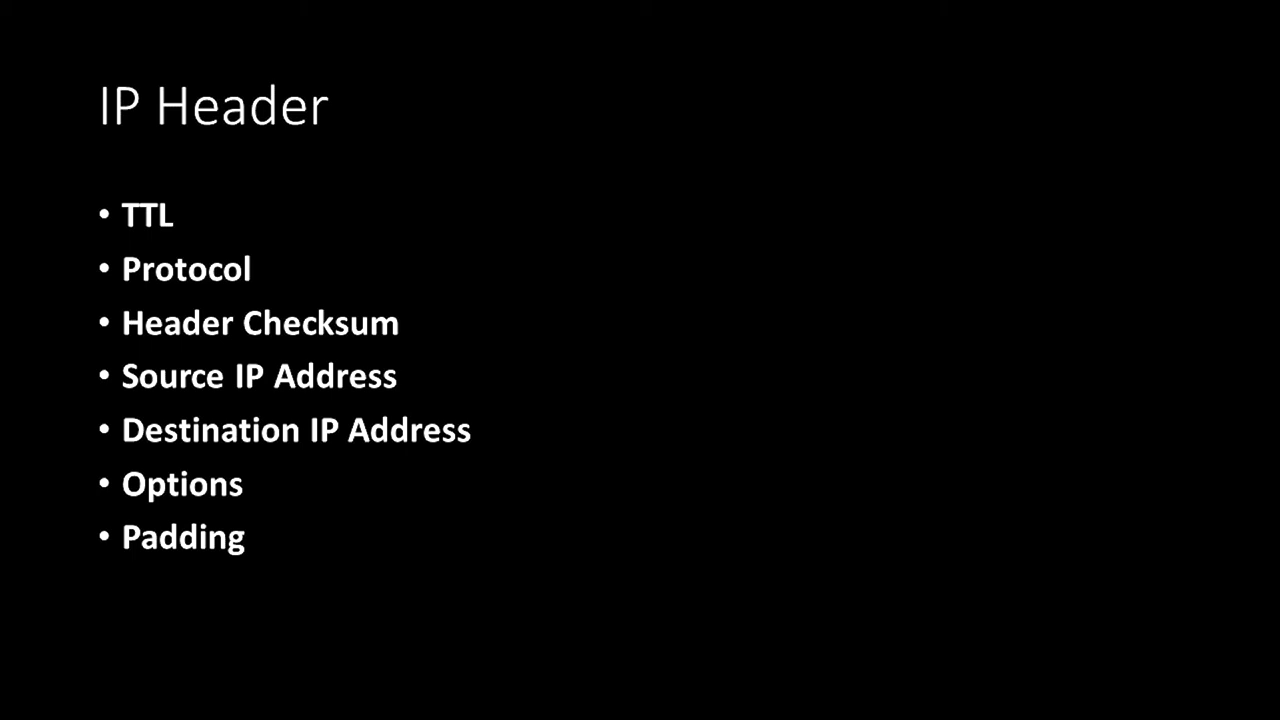 IP Header
• TTL
• Protocol
• Header Checksum
• Source IP Address
• Destination IP Address
• Options
• Padding